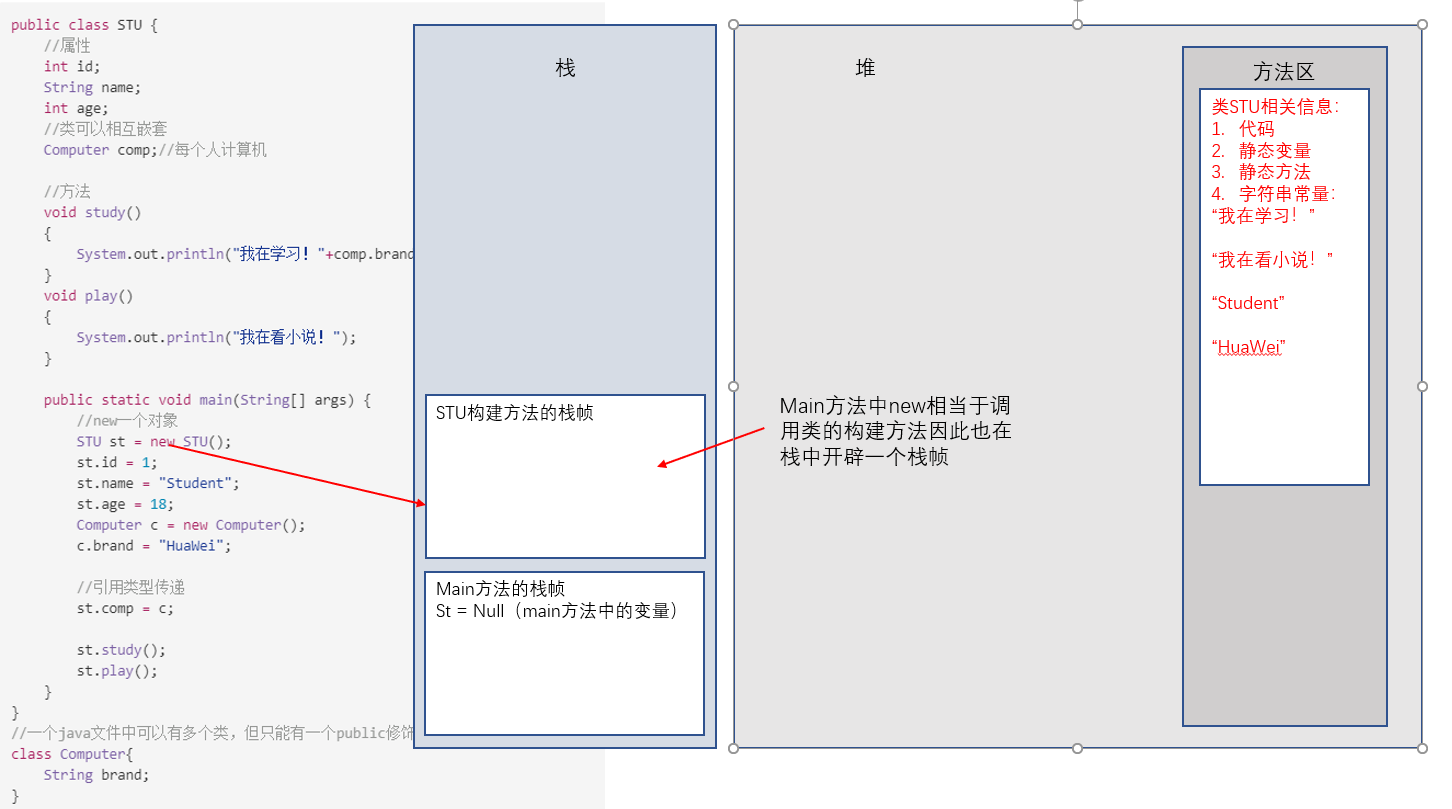 public class STU {
//属性
int id;
String name;
int age;
//类可以相互嵌套
Computer comp;//每个人计算机
//方法
void study()
{
System.out.println("我在学习！"+comp.brand
}
void play()
{
System.out.println("我在看小说！");
}
public static void main(String[] args) {
//new一个对象
STU st = new STU();
st.id = 1;
st.name = "Student";
st.age = 18;
Computer c = new Computer();
c.brand = "HuaWei";
//引用类型传递
st.comp = c;
st.study();
st.play();
}
}
//一个java文件中可以有多个类，但只能有一个public修饰
class Computer{
String brand;
}
栈
STU构建方法的栈帧
Main方法的栈帧
St = Null（main方法中的变量）
堆
Main方法中new相当于调
用类的构建方法因此也在
栈中开辟一个栈帧
方法区
类STU相关信息：
1. 代码
2. 静态变量
3. 静态方法
4. 字符串常量：
“我在学习！”
“我在看小说！”
“Student”
“HuaWei”